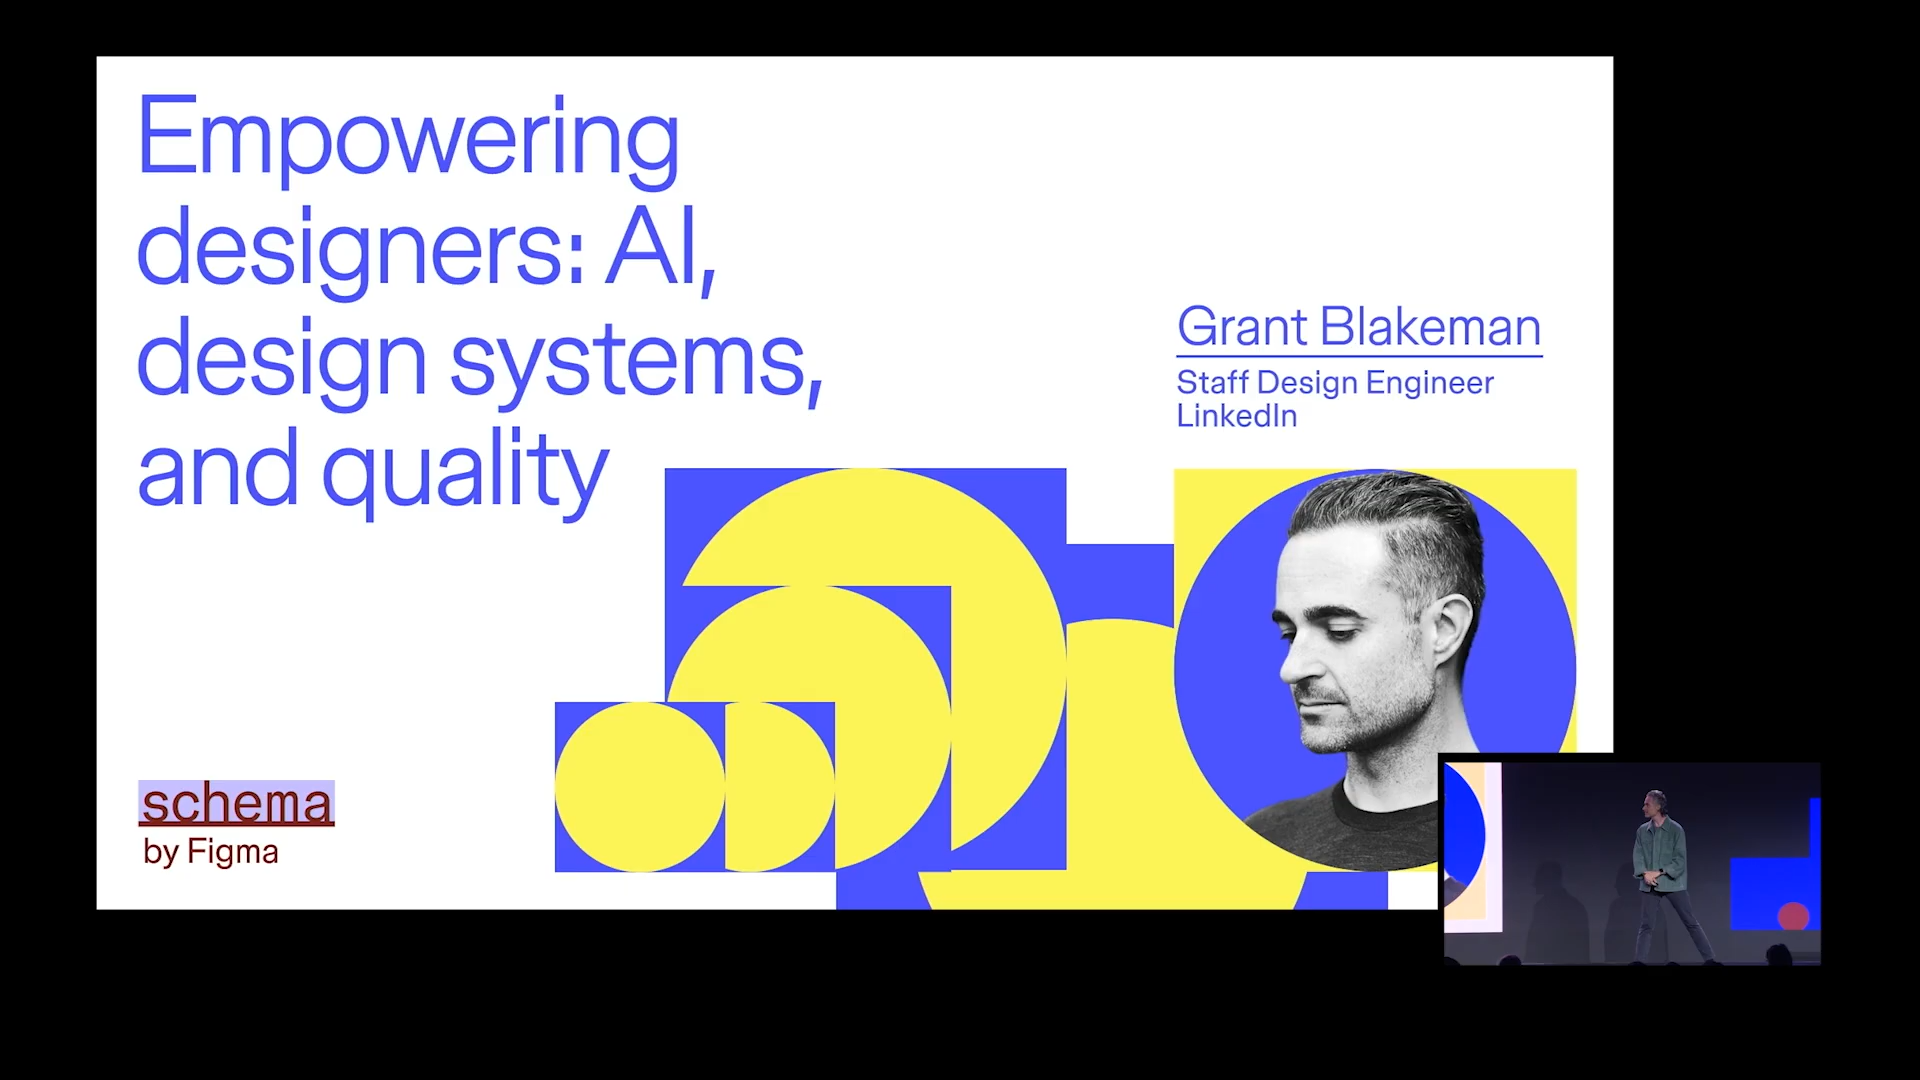 Empowering
designers: AI,
design systems,
and quality
Grant Blakeman
Staff Design Engineer
LinkedIn
schema
by Figma